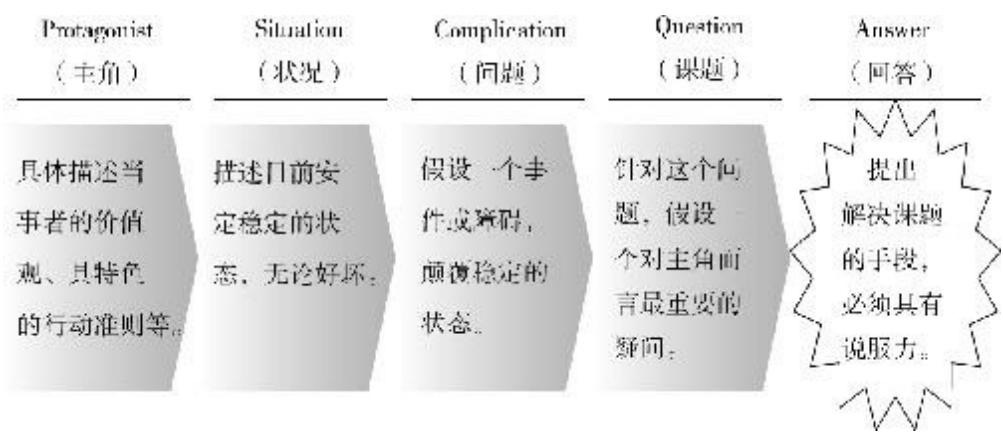 Protagonist
（主角）
Situation
（状况）
Complication
（问题）
Question
（课题）
Answer
（回答）
具体描述当
事者的价值
观、具特色
的行动准则等。
描述目前安
定稳定的状
态，无论好坏。
假设一个事
件或障碍，
颠覆稳定的
状态。
针对这个问
题，假设一
个对主角而
言最重要的
疑问。
提出
解决课题
的手段，
必须具有
说服力。